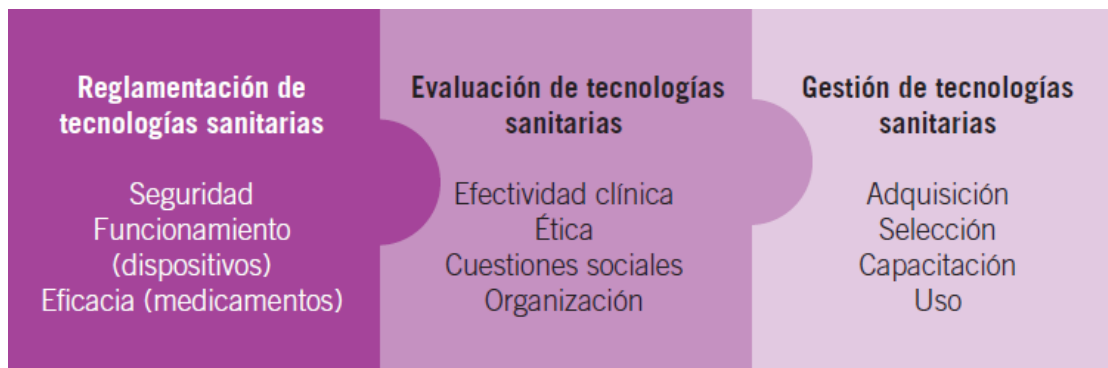 Reglamentación de
tecnologías sanitarias
Seguridad
Funcionamiento
(dispositivos)
Eficacia (medicamentos)
Evaluación de tecnologías
sanitarias
Efectividad clínica
Ética
Cuestiones sociales
Organización
Gestión de tecnologías
sanitarias
Adquisición
Selección
Capacitación
Uso